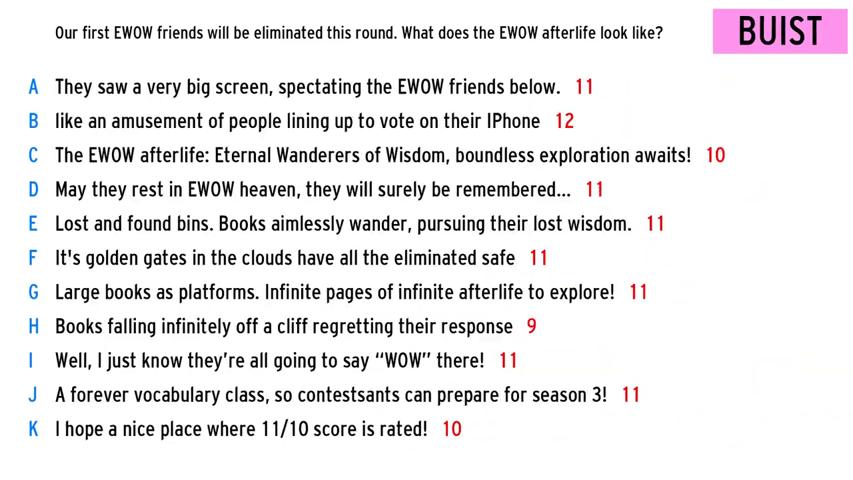 Our first EWOW friends will be eliminated this round. What does the EWOW afterlife look like?
BUIST
A They saw a very big screen, spectating the EWOW friends below. 11
B like an amusement of people lining up to vote on their IPhone 12
C The EWOW afterlife: Eternal Wanderers of Wisdom, boundless exploration awaits! 10
D May they rest in EWOW heaven, they will surely be remembered... 11
E Lost and found bins. Books aimlessly wander, pursuing their lost wisdom. 11
F It's golden gates in the clouds have all the eliminated safe 11
G Large books as platforms. Infinite pages of infinite afterlife to explore! 11
H Books falling infinitely off a cliff regretting their response 9
I Well, I just know they’re all going to say “WOW” there! 11
J A forever vocabulary class, so contestsants can prepare for season 3! 11
K I hope a nice place where 11/10 score is rated! 10